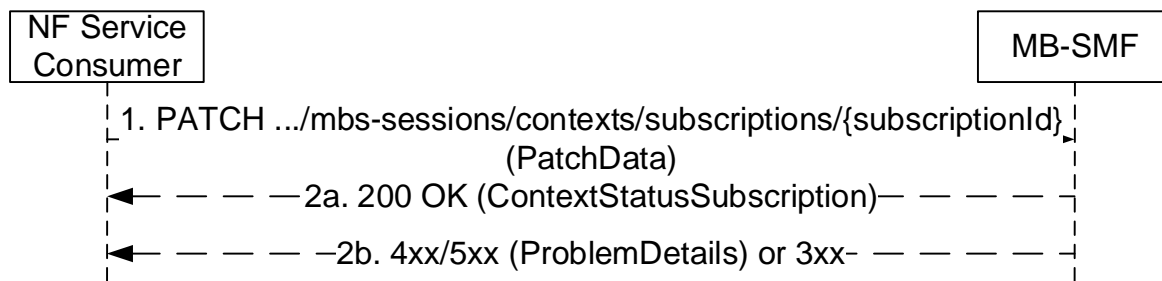 NF Service
Consumer
MB-SMF
1. PATCH .../mbs-sessions/contexts/subscriptions/{subscriptionId}
(PatchData)
2a. 200 OK (ContextStatusSubscription)
2b. 4xx/5xx (ProblemDetails) or 3xx